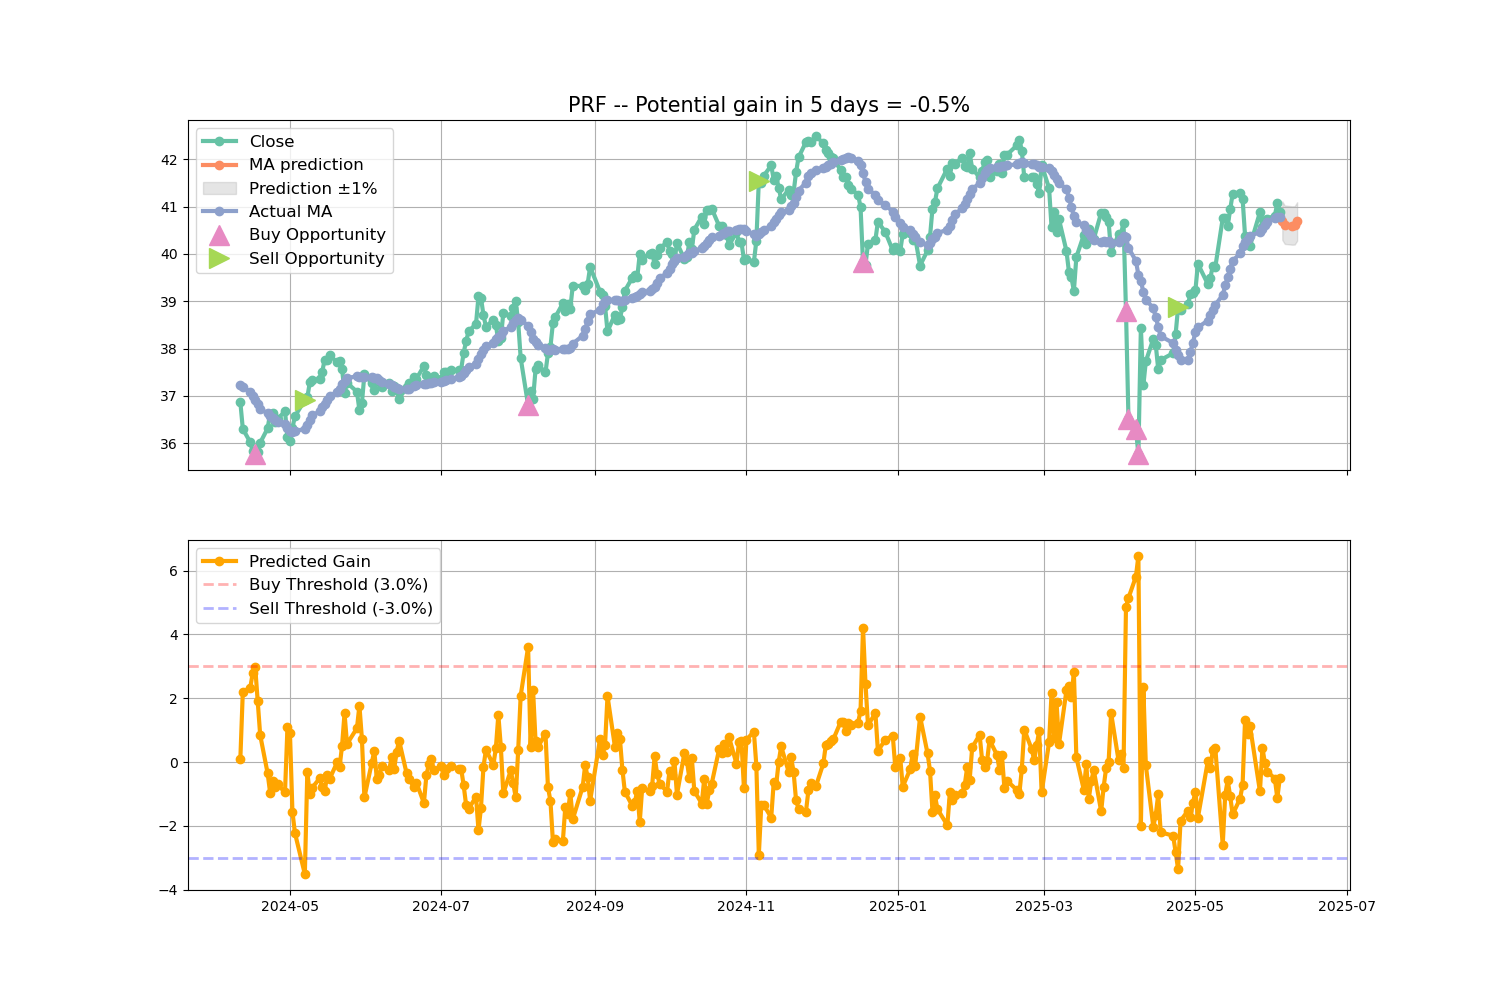 PRF -- Potential gain in 5 days = -0.5%
Close
MA prediction
Prediction ±1%
Actual MA
Buy Opportunity
Sell Opportunity
42
41
40
39
38
37
36
Predicted Gain
Buy Threshold (3.0%)
Sell Threshold (-3.0%)
6
4
2
0
−2
−4
2024-05 2024-07 2024-09 2024-11 2025-01 2025-03 2025-05 2025-07